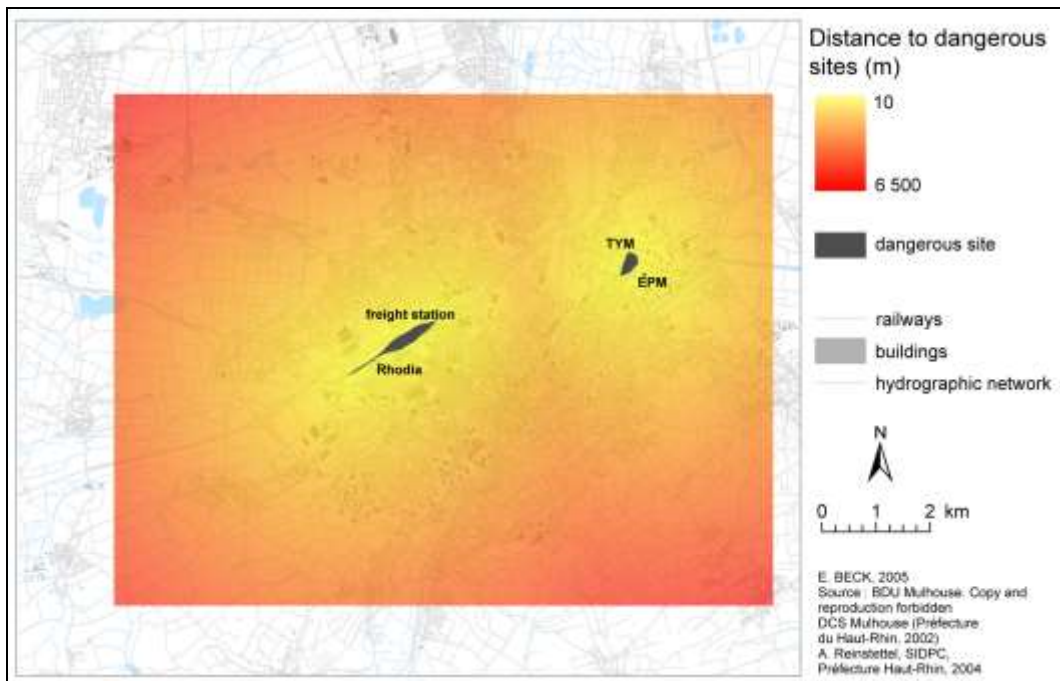 Distance to dangerous
sites (m)
10
6 500
dangerous site
railways
buildings
hydrographic network
N
0 1 2 km
TYM
ÉPM
freight station
Rhodia
E. BECK, 2005
Source : BDU Mulhouse. Copy and
reproduction forbidden
DCS Mulhouse (Préfecture
du Haut-Rhin, 2002)
A. Reinstettel, SIDPC,
Préfecture Haut-Rhin, 2004